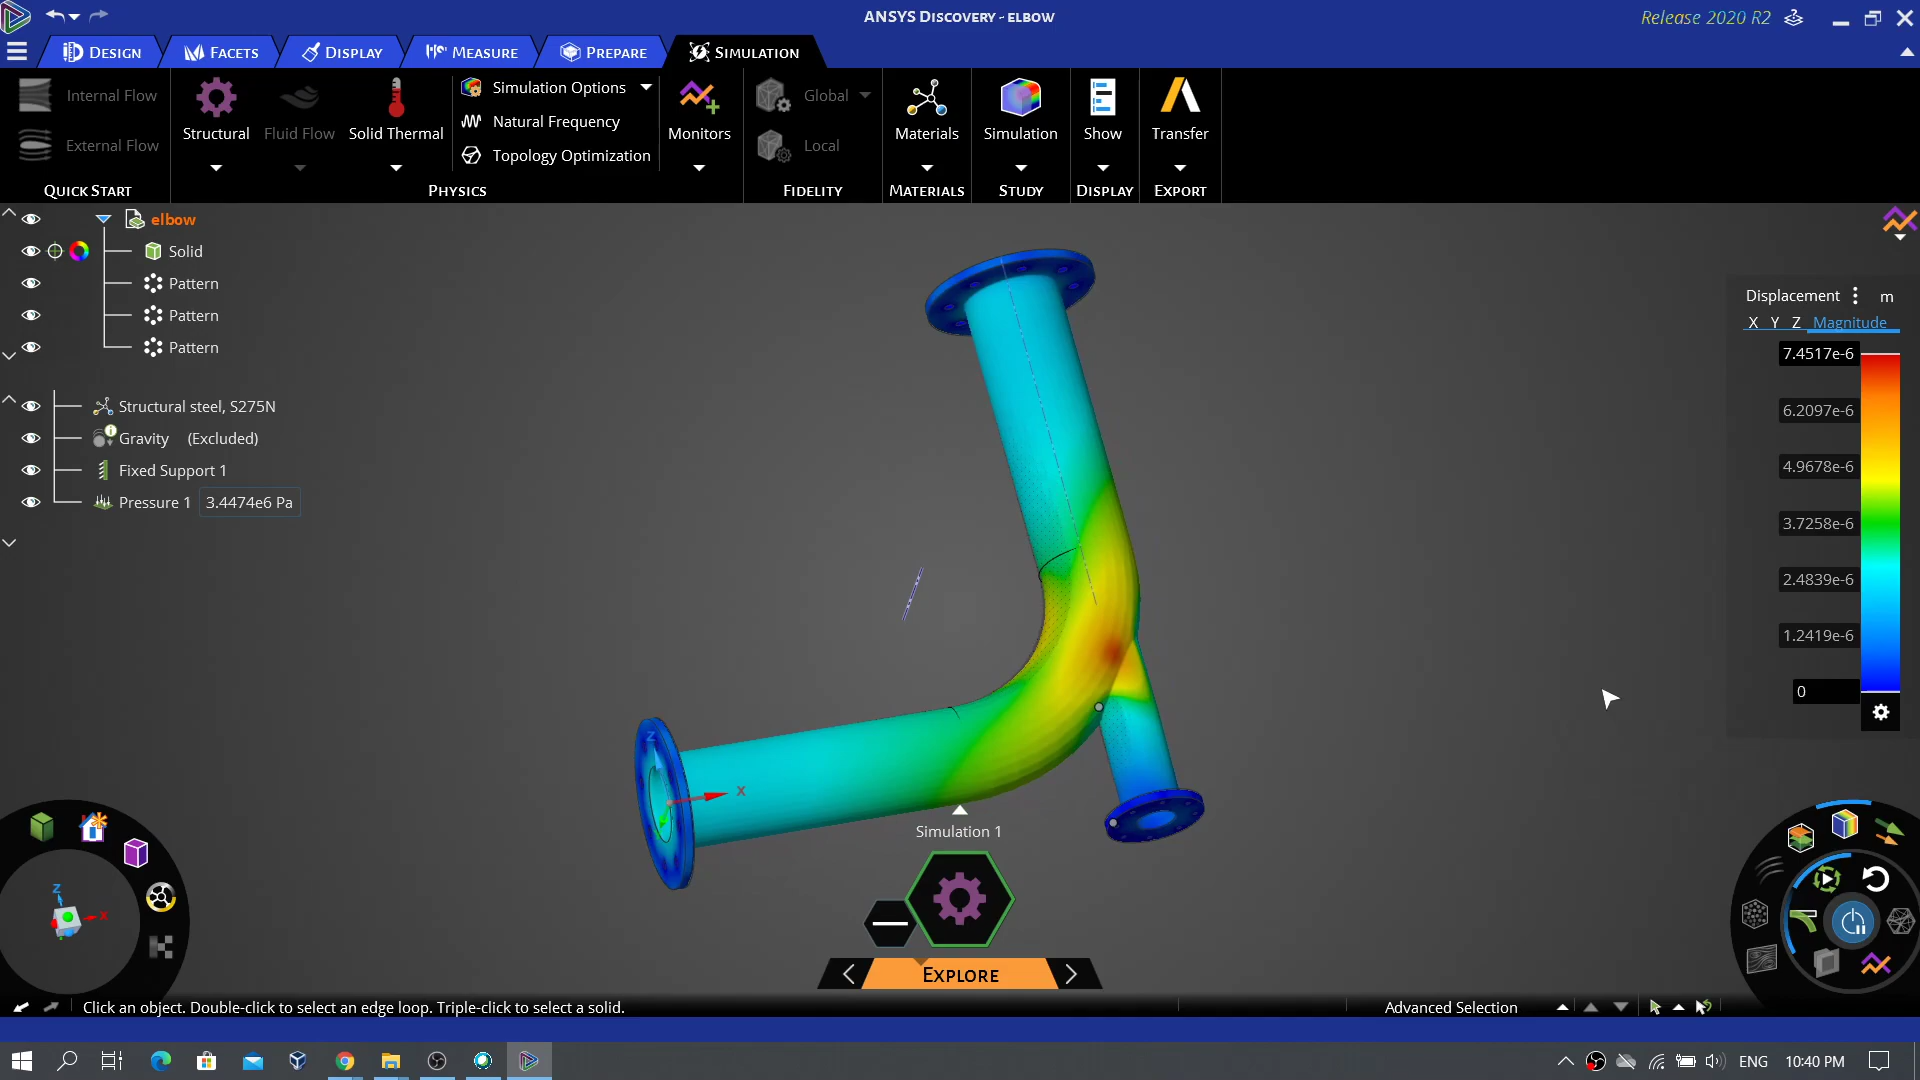 ANSYS Discovery - elbow
Release 2020 R2
Design
Facets
Display
Measure
Prepare
Simulation
Internal Flow
External Flow
Quick Start
Structural
Fluid Flow
Solid Thermal
Simulation Options
Natural Frequency
Topology Optimization
Physics
Monitors
Global
Local
Fidelity
Materials
Materials
Simulation
Study
Show
Display
Transfer
Export
elbow
Solid
Pattern
Pattern
Pattern
Structural steel, S275N
Gravity (Excluded)
Fixed Support 1
Pressure 1 3.4474e6 Pa
Displacement m
X Y Z Magnitude
7.4517e-6
6.2097e-6
4.9678e-6
3.7258e-6
2.4839e-6
1.2419e-6
0
Z
X
Z
X
Simulation 1
Explore
Click an object. Double-click to select an edge loop. Triple-click to select a solid.
Advanced Selection
ENG
10:40 PM